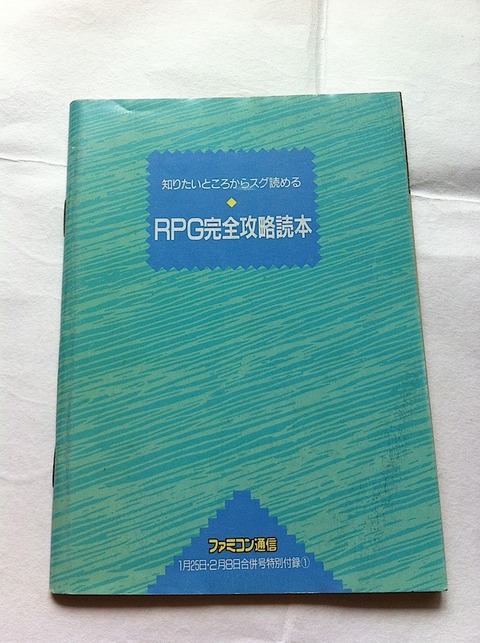 知りたいところからスグ読める
RPG完全攻略読本
ファミコン通信
1月25日・2月8日合併号特別付録①